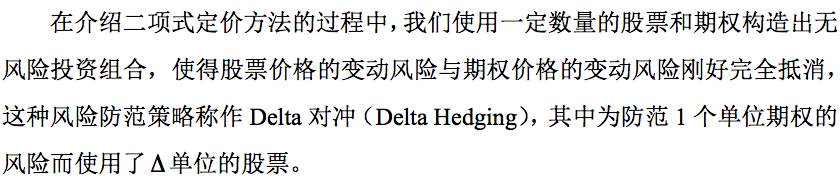 在介绍二项式定价方法的过程中，我们使用一定数量的股票和期权构造出无
风险投资组合，使得股票价格的变动风险与期权价格的变动风险刚好完全抵消，
这种风险防范策略称作 Delta 对冲（Delta Hedging），其中为防范 1 个单位期权的
风险而使用了 Δ 单位的股票。